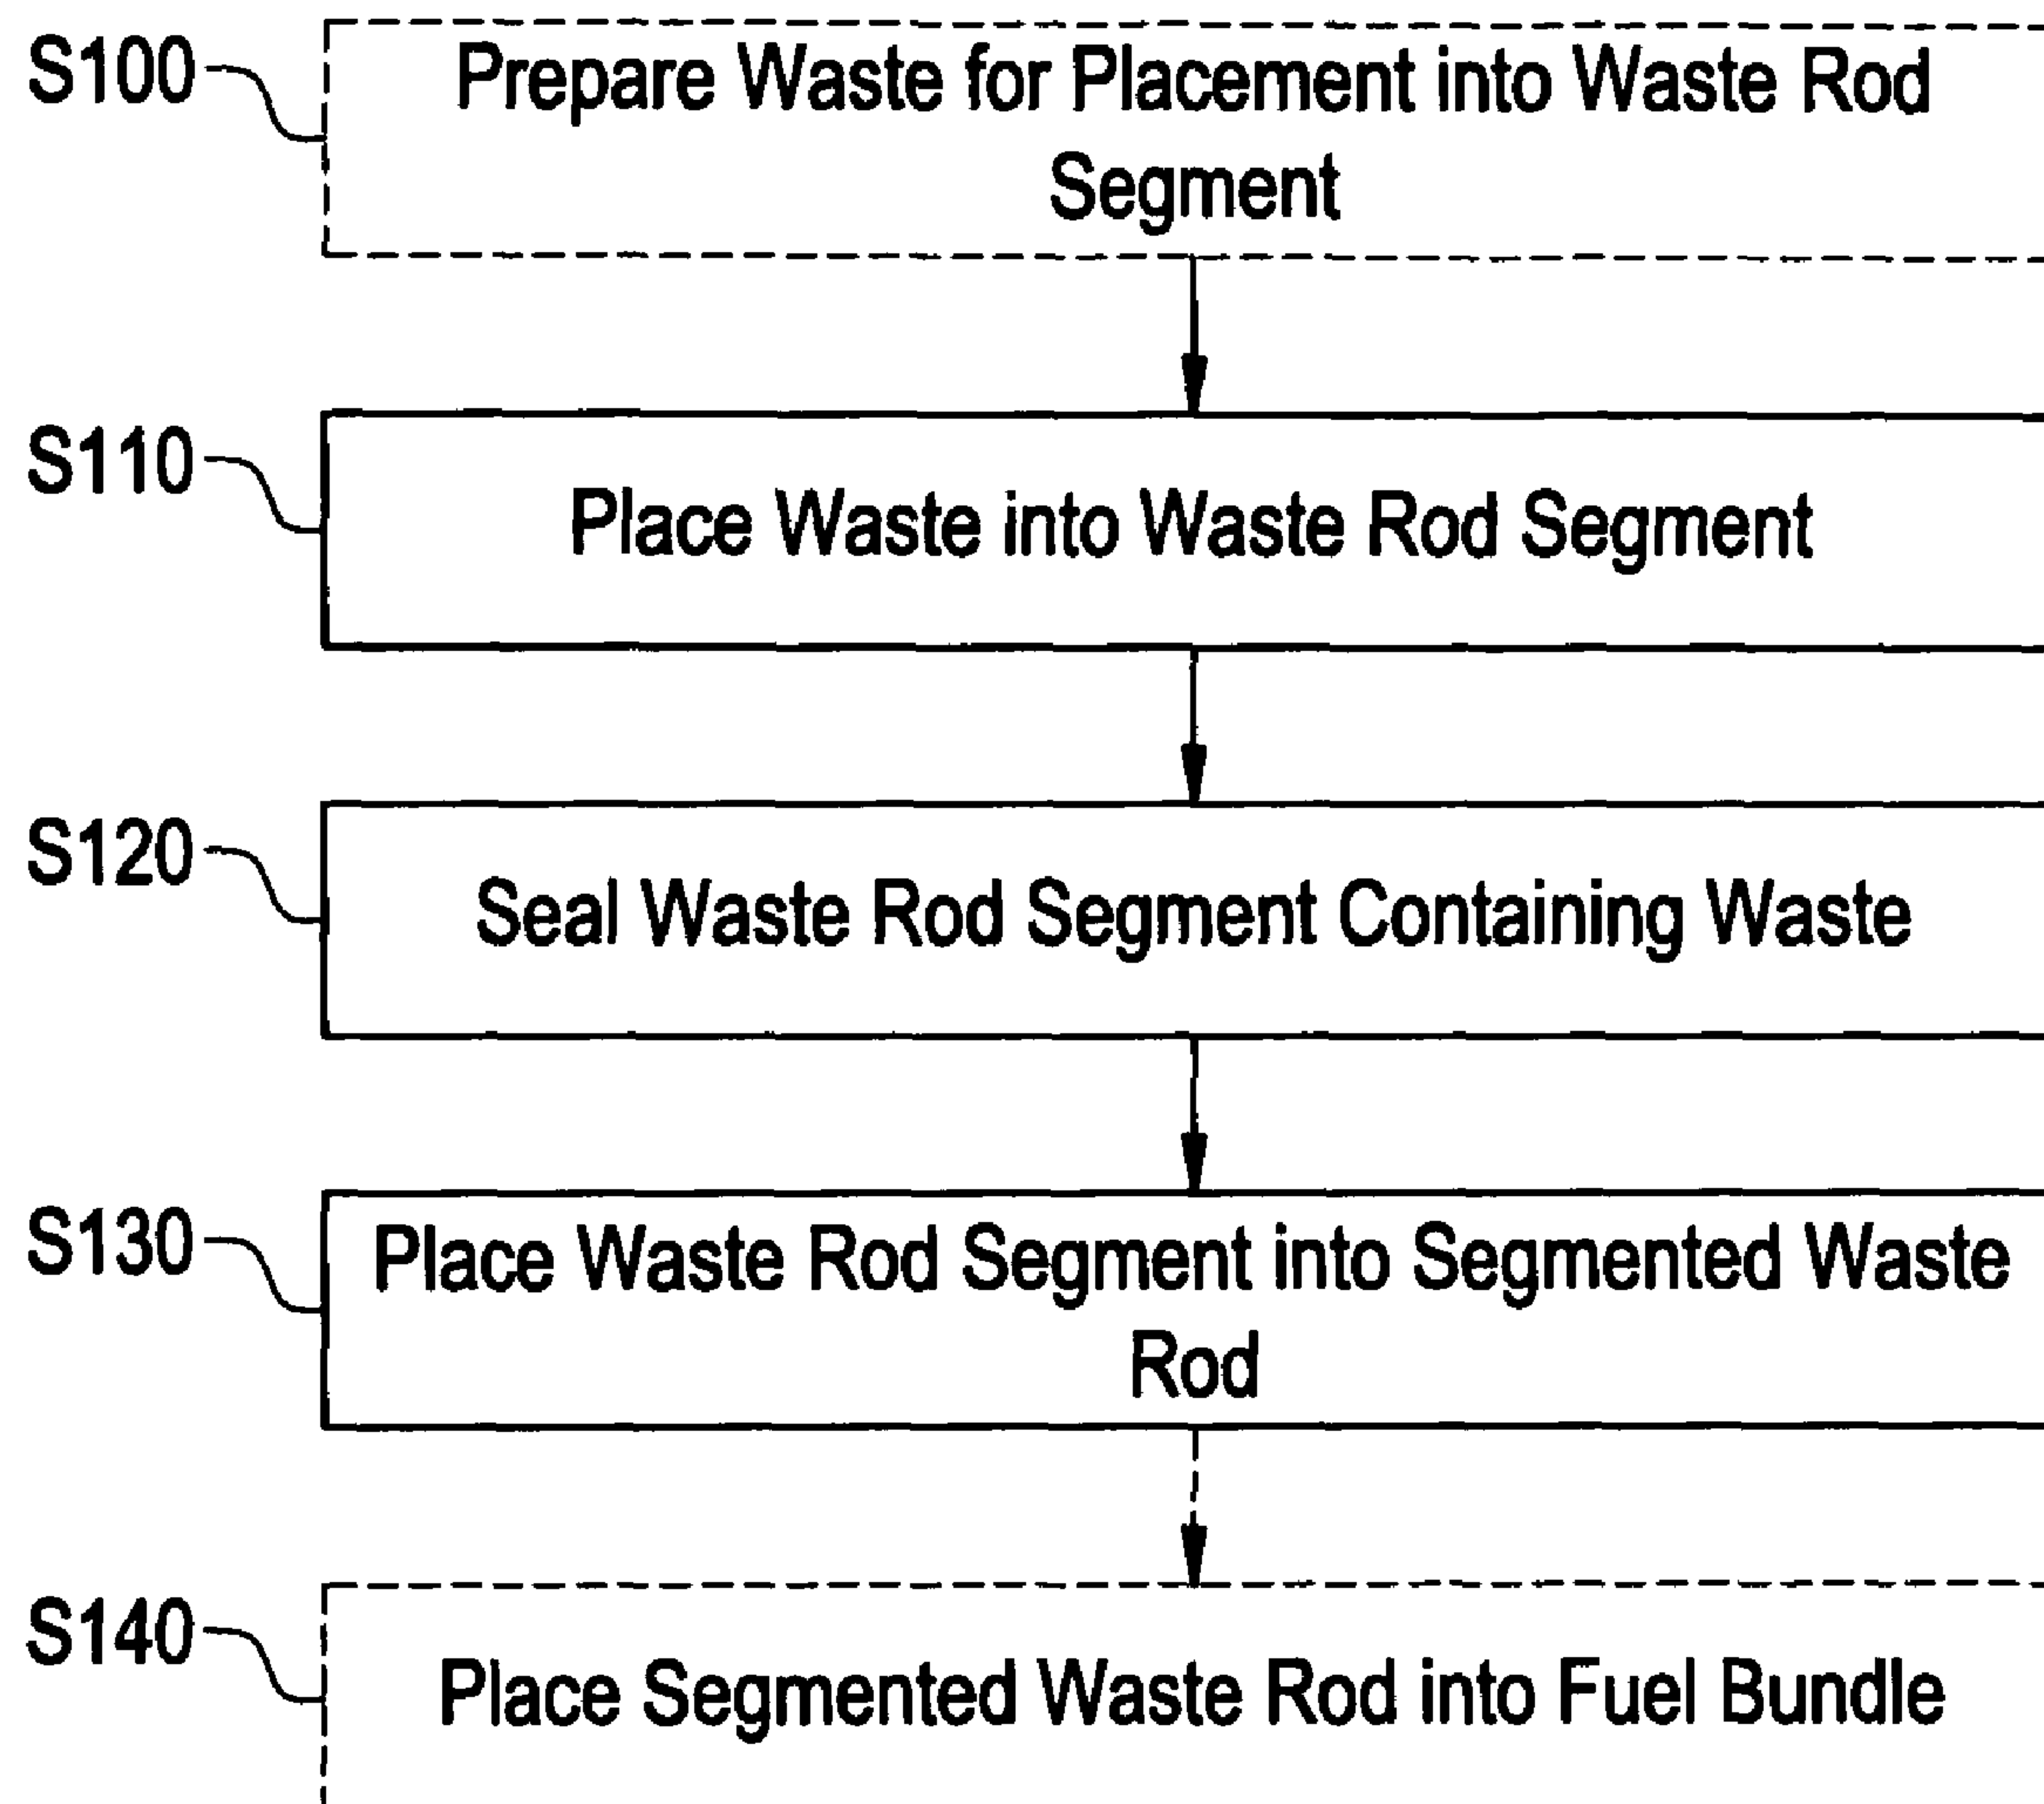 S100
Prepare Waste for Placement into Waste Rod
Segment
S110
Place Waste into Waste Rod Segment
S120
Seal Waste Rod Segment Containing Waste
S130
Place Waste Rod Segment into Segmented Waste
Rod
S140
Place Segmented Waste Rod into Fuel Bundle